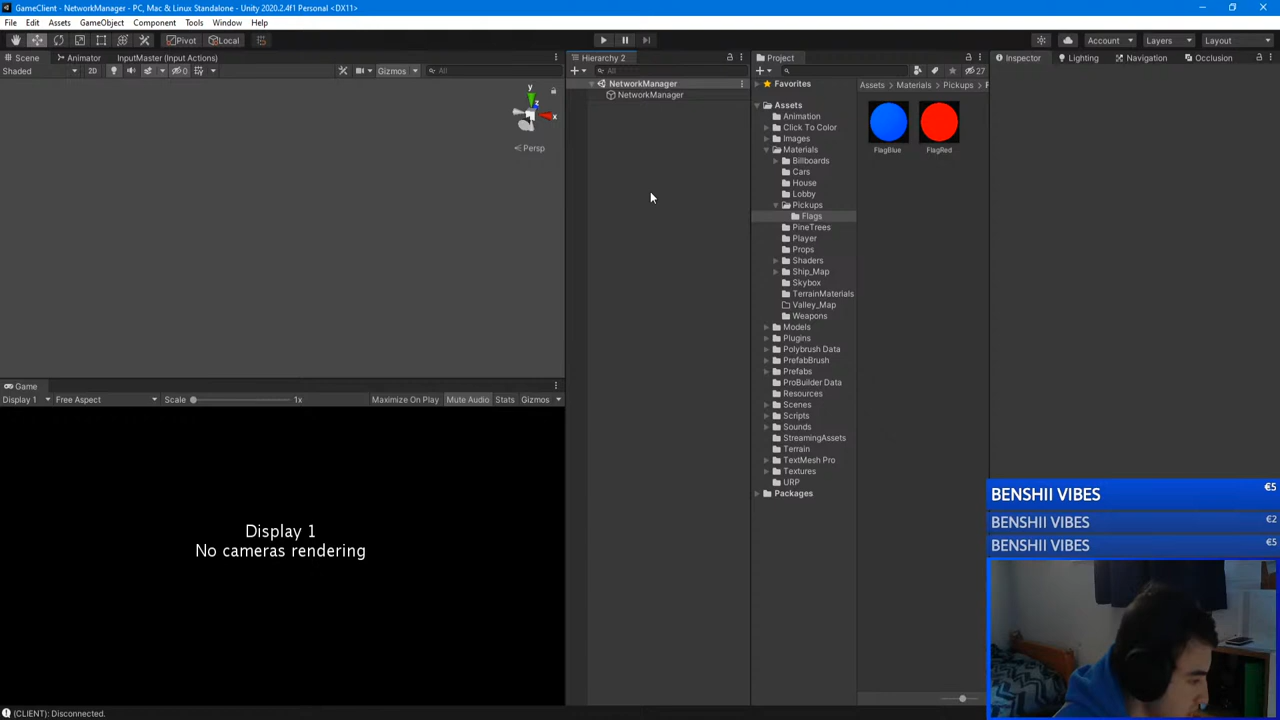 GameClient - NetworkManager - PC, Mac & Linux Standalone - Unity 2020.2.4f1 Personal <DX11>
File Edit Assets GameObject Component Tools Window Help
Pivot Local Account Layers Layout
Scene Animator InputMaster (Input Actions)
Shaded 2D 0 Gizmos All
y
z
x
Persp
Game
Display 1 Free Aspect Scale 1x Maximize On Play Mute Audio Stats Gizmos
Display 1
No cameras rendering
(CLIENT): Disconnected.
Hierarchy 2
All
NetworkManager
NetworkManager
Project
27
Favorites
Assets
Animation
Click To Color
Images
Materials
Billboards
Cars
House
Lobby
Pickups
Flags
PineTrees
Player
Props
Shaders
Ship_Map
Skybox
TerrainMaterials
Valley_Map
Weapons
Models
Plugins
Polybrush Data
PrefabBrush
Prefabs
ProBuilder Data
Resources
Scenes
Scripts
Sounds
StreamingAssets
Terrain
TextMesh Pro
Textures
URP
Packages
Assets Materials Pickups F
FlagBlue FlagRed
Inspector Lighting Navigation Occlusion
BENSHII VIBES €5
BENSHII VIBES €2
BENSHII VIBES €5